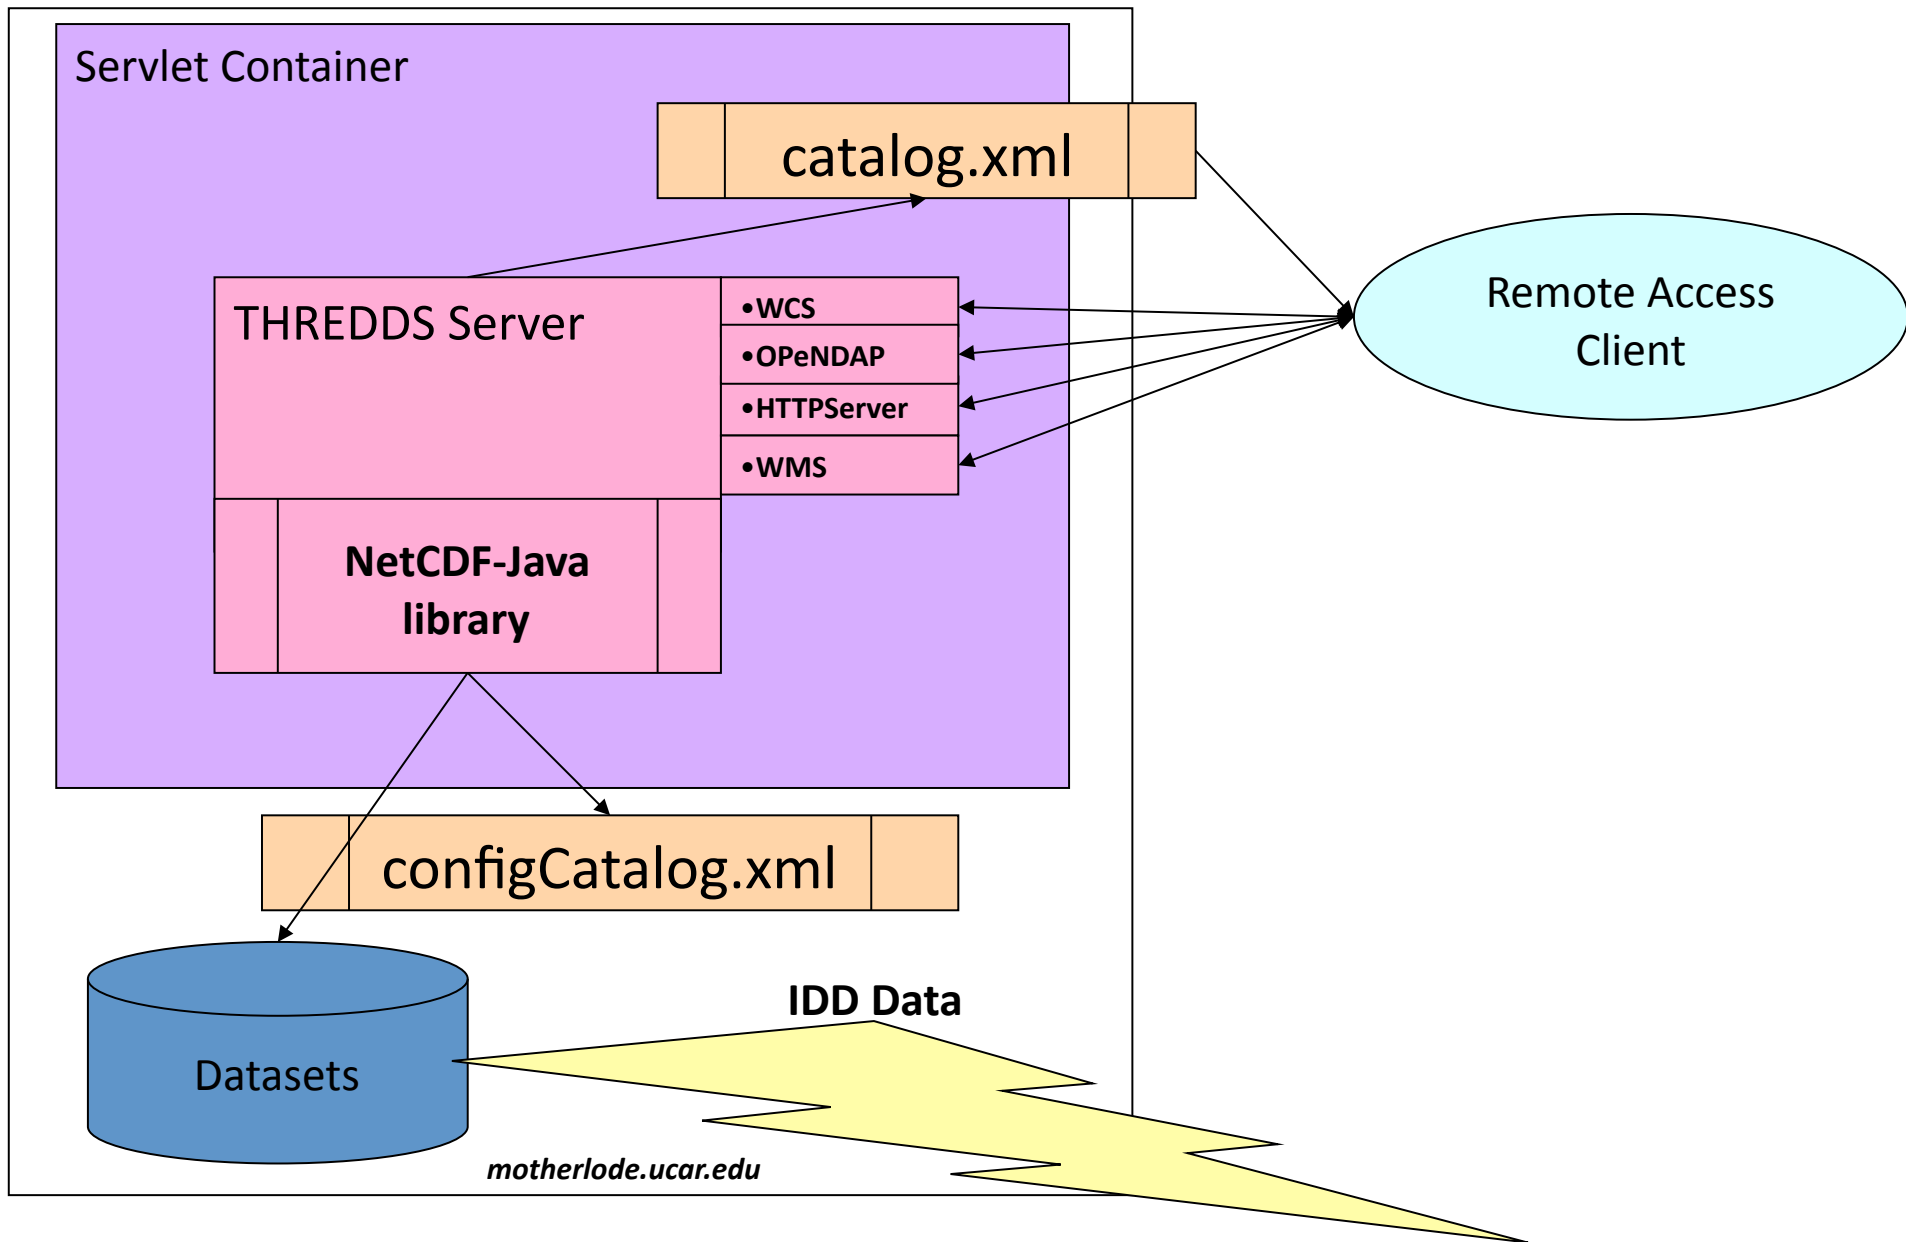 Servlet Container
catalog.xml
THREDDS Server
•WCS
•OPeNDAP
•HTTPServer
•WMS
Remote Access
Client
NetCDF-Java
library
configCatalog.xml
IDD Data
Datasets
motherlode.ucar.edu